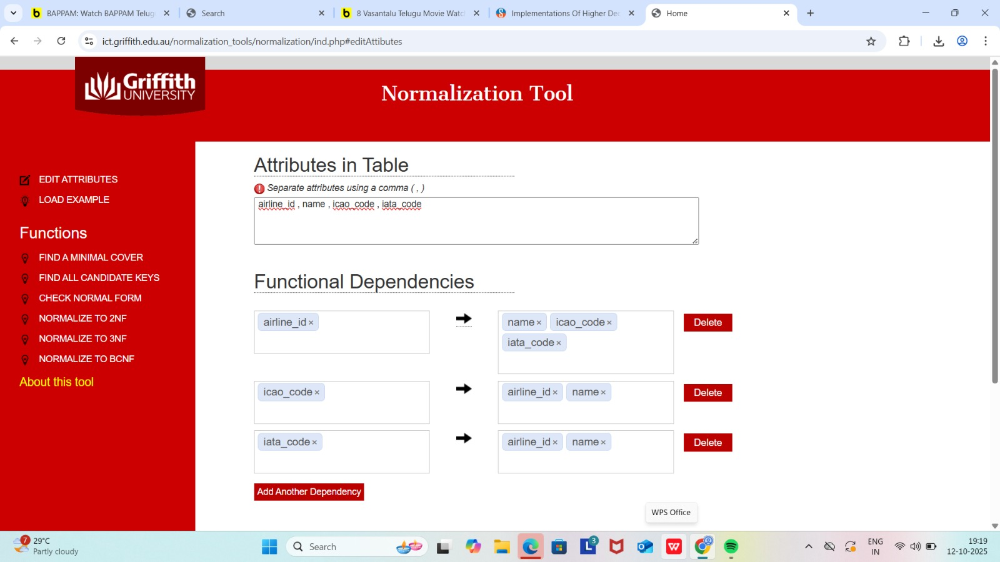 BAPPAM: Watch BAPPAM Telug
Search
8 Vasantalu Telugu Movie Watc
Implementations Of Higher Dec
Home
ict.griffith.edu.au/normalization_tools/normalization/ind.php#editAttibutes
Griffith
UNIVERSITY
Normalization Tool
EDIT ATTRIBUTES
LOAD EXAMPLE
Functions
FIND A MINIMAL COVER
FIND ALL CANDIDATE KEYS
CHECK NORMAL FORM
NORMALIZE TO 2NF
NORMALIZE TO 3NF
NORMALIZE TO BCNF
About this tool
Attributes in Table
Separate attributes using a comma ( , )
airline_id , name , icao_code , iata_code
Functional Dependencies
airline_id× name× icao_code× Delete
iata_code×
icao_code× airline_id× name× Delete
iata_code× airline_id× name× Delete
Add Another Dependency
WPS Office
7
29°C
Partly cloudy
Search
3
ENG
IN
19:19
12-10-2025